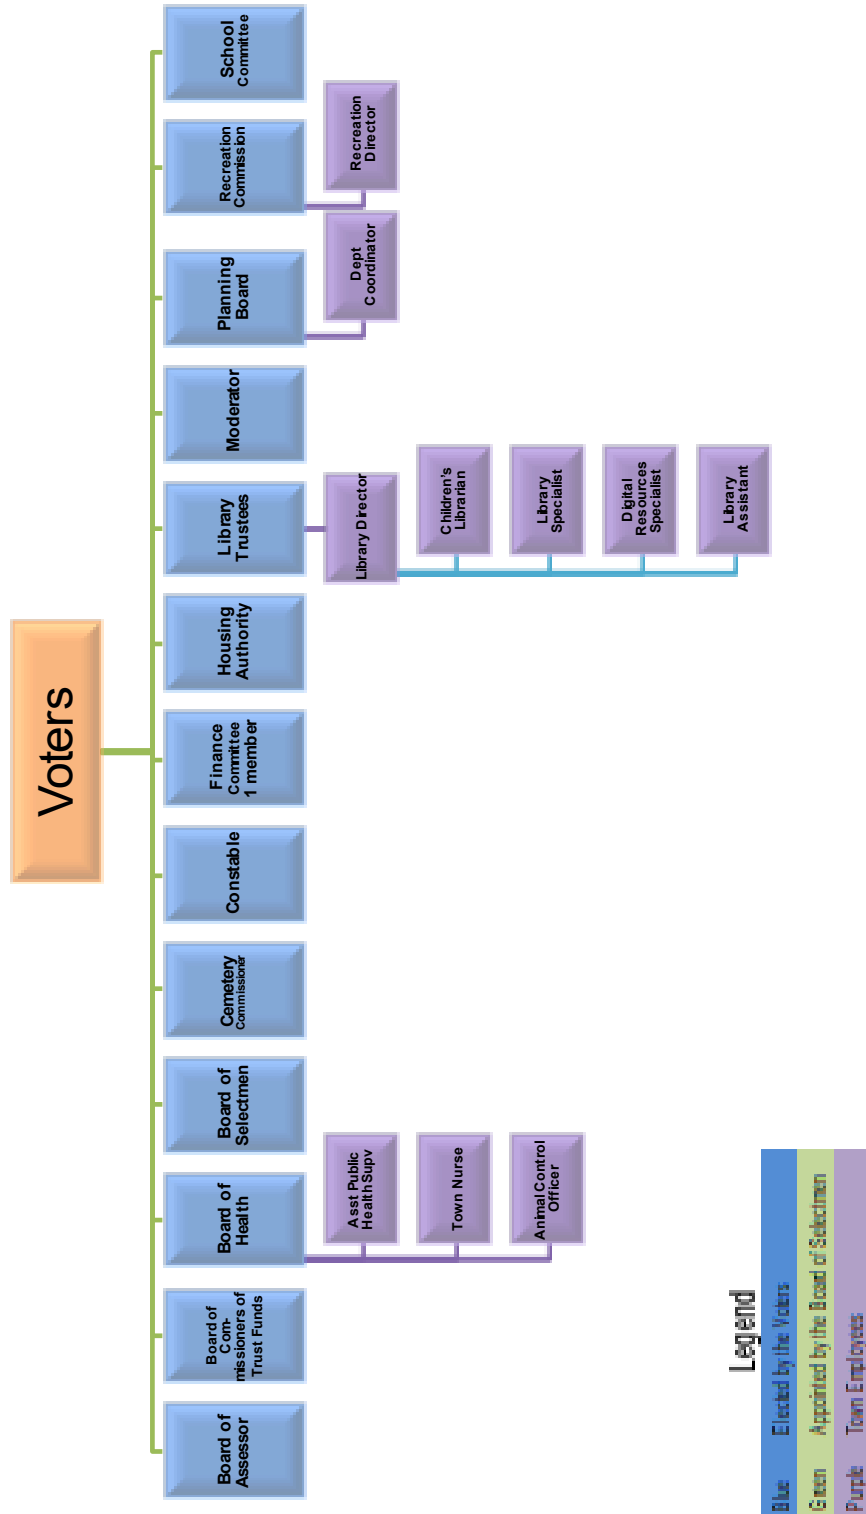 Voters
Board of
Assessor
Board of
Com-
missioners of
Trust Funds
Board of
Health
Board of
Selectmen
Cemetery
Commissioner
Constable
Finance
Committee
1 member
Housing
Authority
Library
Trustees
Moderator
Planning
Board
Recreation
Commission
School
Committee
Asst Public
Health Supv
Town Nurse
Animal Control
Officer
Library Director
Children's
Librarian
Library
Specialist
Digital
Resources
Specialist
Library
Assistant
Dept
Coordinator
Recreation
Director
Legend
Blue Elected by the Voters
Green Appointed by the Board of Selectmen
Purple Town Employees